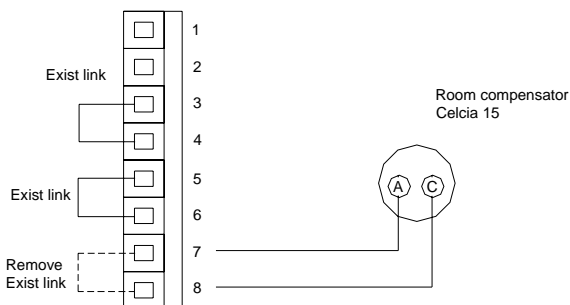 1
2
Exist link
3
Room compensator
Celcia 15
4
5
A
C
Exist link
6
7
Remove
Exist link
8